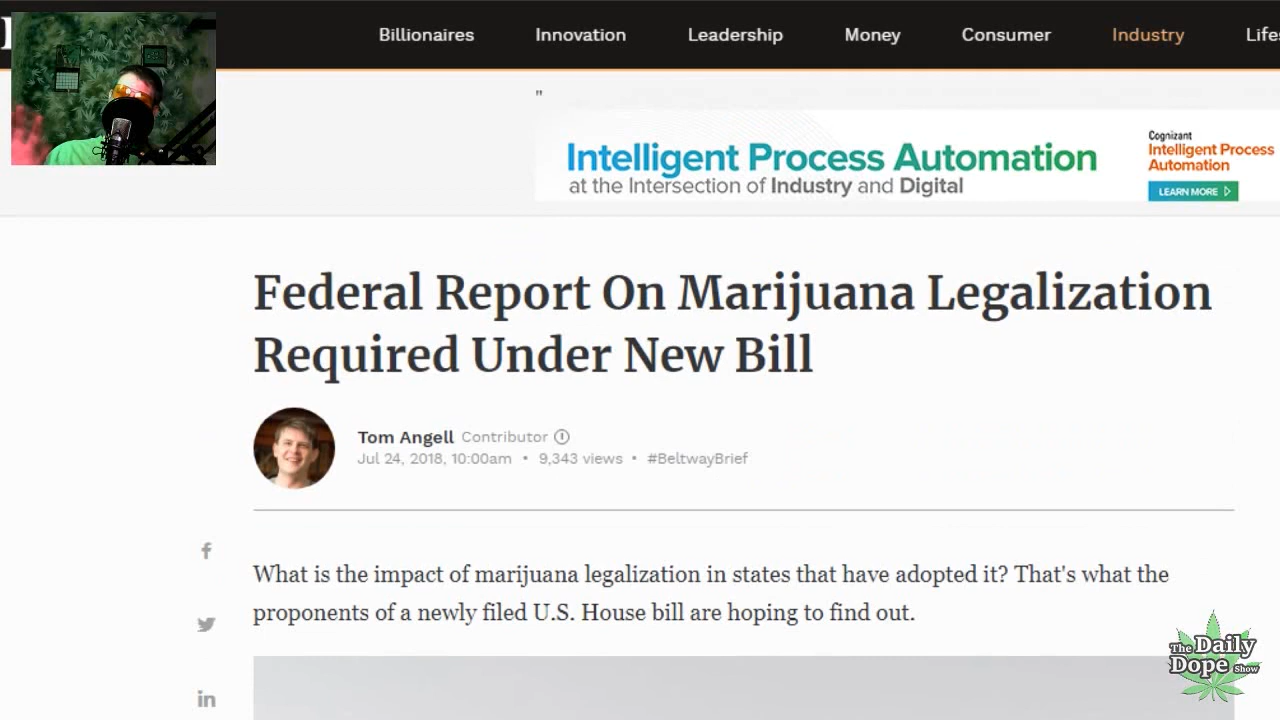 Billionaires Innovation Leadership Money Consumer Industry
"
Intelligent Process Automation
at the Intersection of Industry and Digital
Cognizant
Intelligent Process
Automation
LEARN MORE
Federal Report On Marijuana Legalization
Required Under New Bill
Tom Angell Contributor
Jul 24, 2018, 10:00am • 9,343 views • #BeltwayBrief
What is the impact of marijuana legalization in states that have adopted it? That's what the
proponents of a newly filed U.S. House bill are hoping to find out.
The Daily
Dope Show